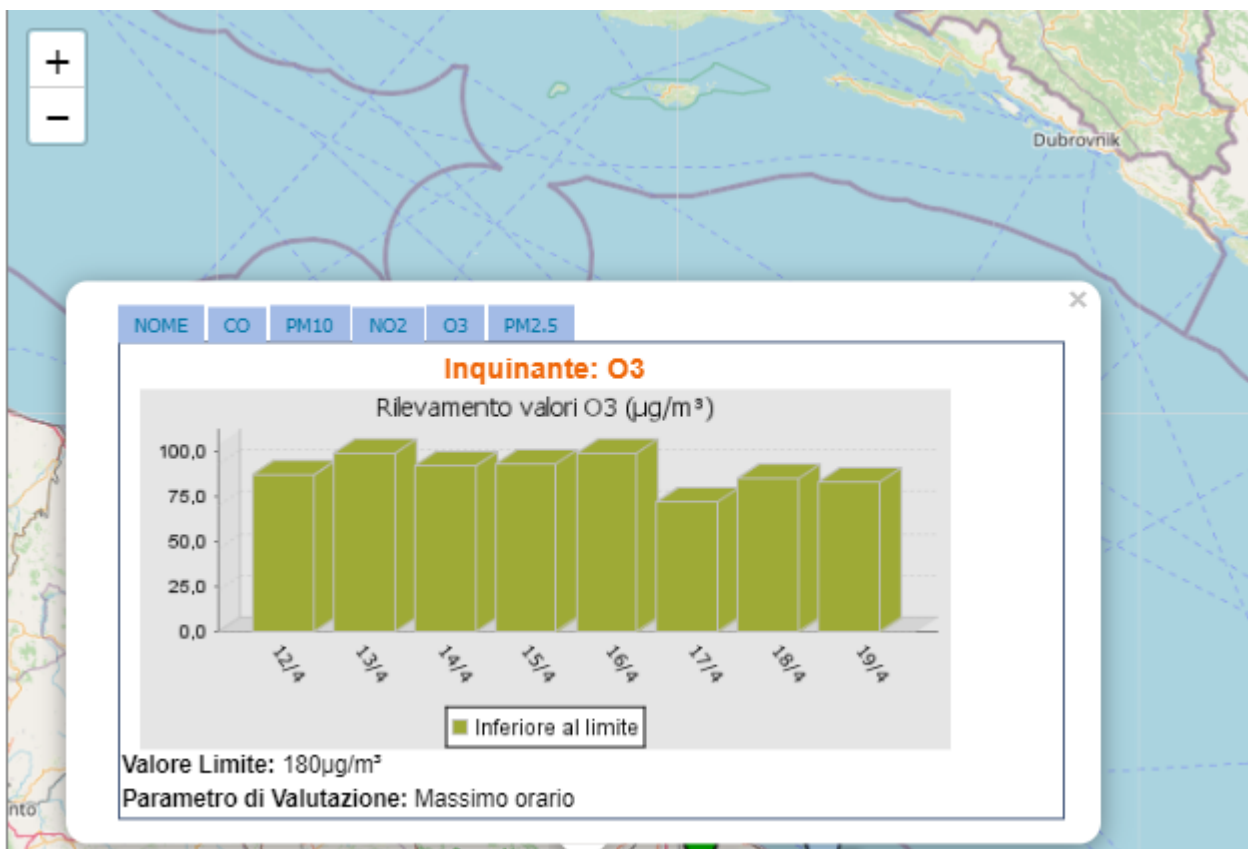 +
−
Dubrovnik
×
NOME CO PM10 NO2 O3 PM2.5
Inquinante: O3
Rilevamento valori O3 (µg/m³)
100,0
75,0
50,0
25,0
0,0
12/4 13/4 14/4 15/4 16/4 17/4 18/4 19/4
Inferiore al limite
Valore Limite: 180µg/m³
Parametro di Valutazione: Massimo orario
nto